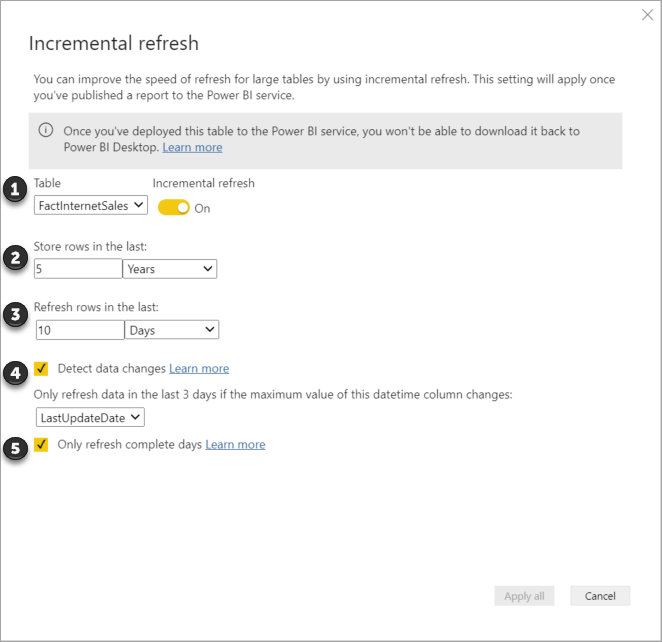 Incremental refresh
You can improve the speed of refresh for large tables by using incremental refresh. This setting will apply once
you've published a report to the Power BI service.
Once you've deployed this table to the Power BI service, you won't be able to download it back to
Power BI Desktop. Learn more
1
Table Incremental refresh
FactInternetSales On
2
Store rows in the last:
5 Years
3
Refresh rows in the last:
10 Days
4
Detect data changes Learn more
Only refresh data in the last 3 days if the maximum value of this datetime column changes:
LastUpdateDate
5
Only refresh complete days Learn more
Apply all Cancel